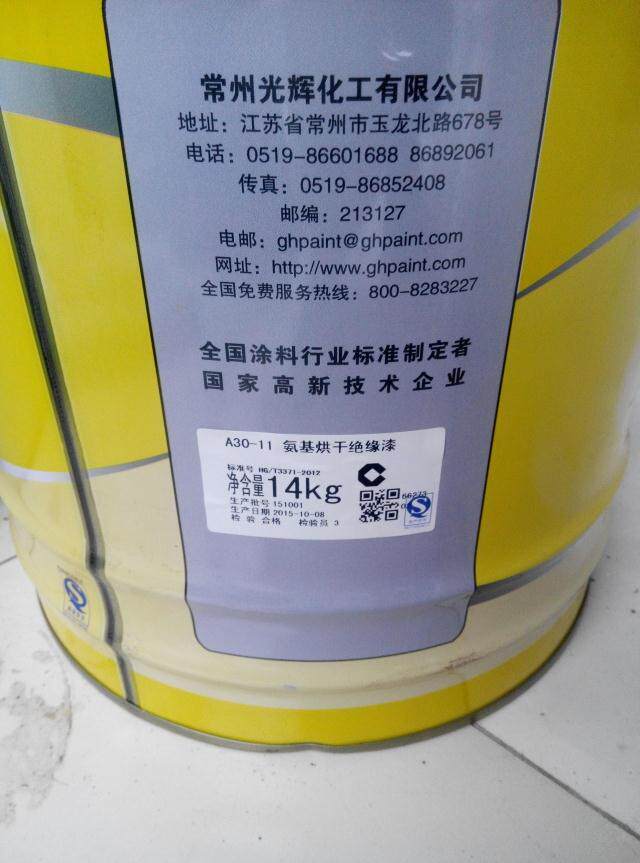 常州光辉化工有限公司
地址：江苏省常州市玉龙北路678号
电话：0519-86601688 86892061
传真：0519-86852408
邮编：213127
电邮：ghpaint@ghpaint.com
网址：http://www.ghpaint.com
全国免费服务热线：800-8283227
全国涂料行业标准制定者
国家高新技术企业
A30-11 氨基烘干绝缘漆
标准号 HG/T3371-2012
净含量14kg
生产批号 151001
生产日期 2015-10-08
检 验 合格 检验员 3